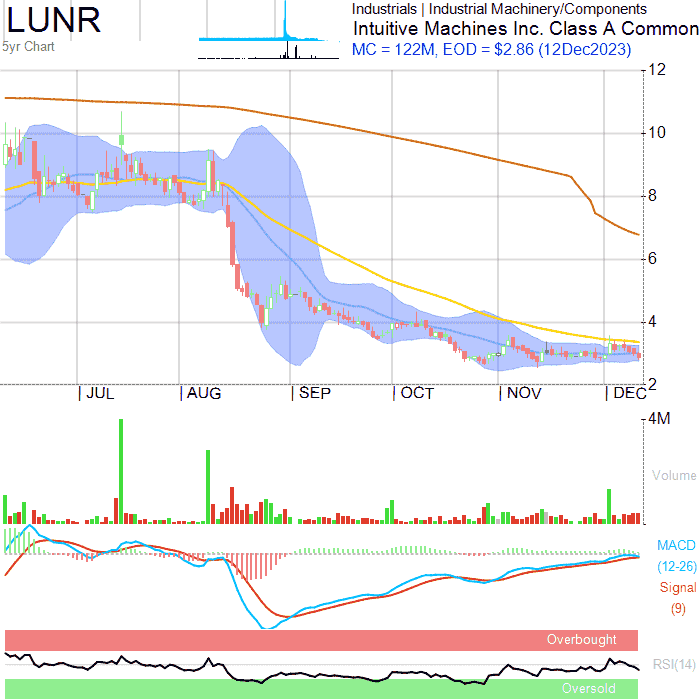 LUNR
5yr Chart
Industrials | Industrial Machinery/Components
Intuitive Machines Inc. Class A Common
MC = 122M, EOD = $2.86 (12Dec2023)
12
10
8
6
4
2
JUL AUG SEP OCT NOV DEC
4M
Volume
MACD
(12-26)
Signal
(9)
Overbought
RSI(14)
Oversold